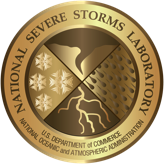 NATIONAL SEVERE STORMS LABORATORY
U.S. DEPARTMENT of COMMERCE
NATIONAL OCEANIC and ATMOSPHERIC ADMINISTRATION